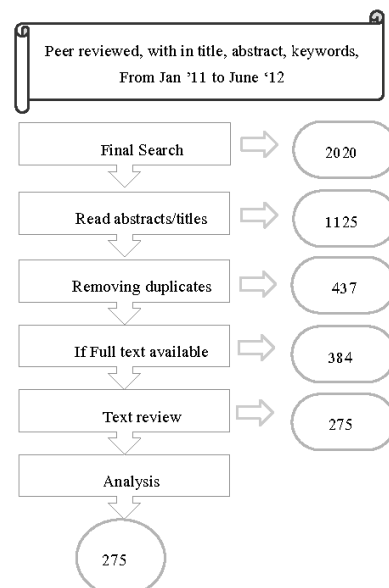 Peer reviewed, with in title, abstract, keywords,
From Jan ’11 to June ‘12
Final Search
2020
Read abstracts/titles
1125
Removing duplicates
437
If Full text available
384
Text review
275
Analysis
275